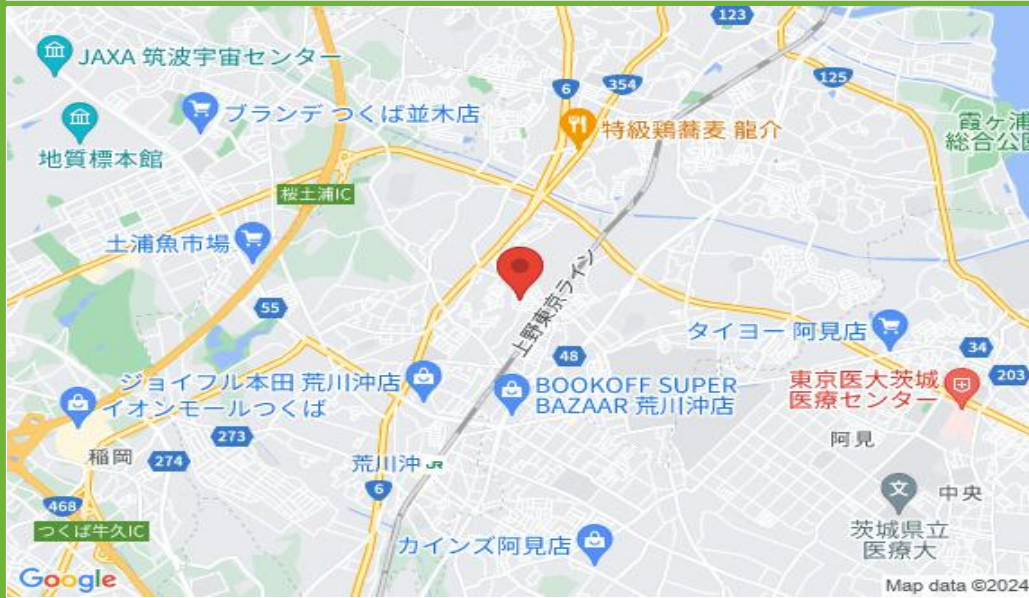 123
JAXA 筑波宇宙センター
6
354
125
ブランデ つくば並木店
特級鶏蕎麦 龍介
地質標本館
桜土浦IC
土浦魚市場
55
上野東京ライン
タイヨー 阿見店
34
48
203
ジョイフル本田 荒川沖店
イオンモールつくば
BOOKOFF SUPER
BAZAAR 荒川沖店
東京医大茨城
医療センター
273
稲岡
274
荒川沖
JR
阿見
6
中央
468
つくば牛久IC
カインズ阿見店
茨城県立
医療大
Google
Map data ©2024